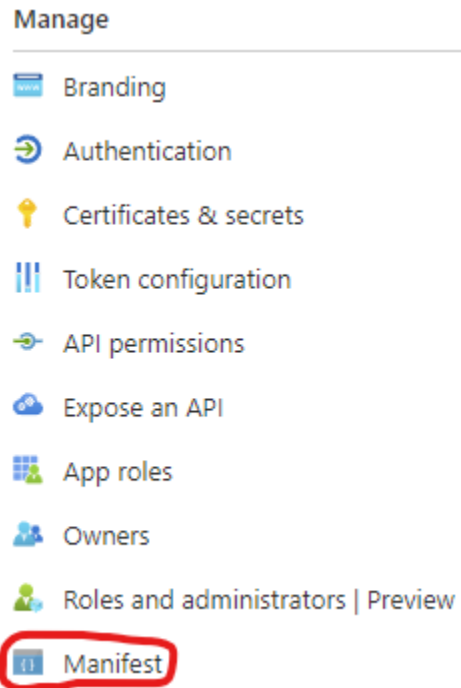 Manage
Branding
Authentication
Certificates & secrets
Token configuration
API permissions
Expose an API
App roles
Owners
Roles and administrators | Preview
Manifest